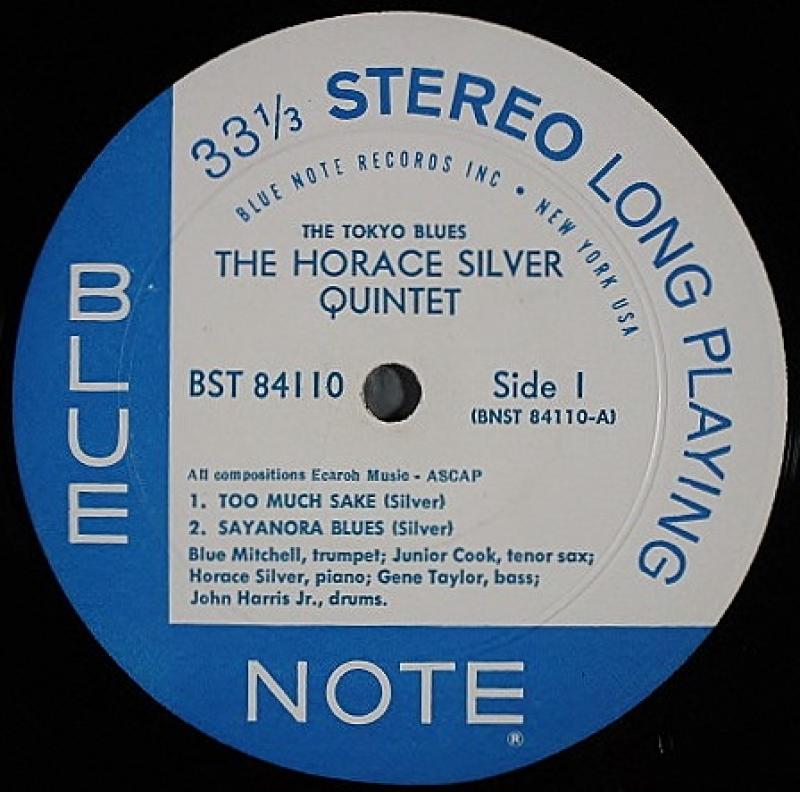 33 1/3 STEREO LONG PLAYING
BLUE NOTE RECORDS INC • NEW YORK USA
THE TOKYO BLUES
THE HORACE SILVER
QUINTET
BST 84110
Side 1
(BNST 84110-A)
All compositions Ecaroh Music - ASCAP
1. TOO MUCH SAKE (Silver)
2. SAYANORA BLUES (Silver)
Blue Mitchell, trumpet; Junior Cook, tenor sax;
Horace Silver, piano; Gene Taylor, bass;
John Harris Jr., drums.
BLUE
NOTE
®